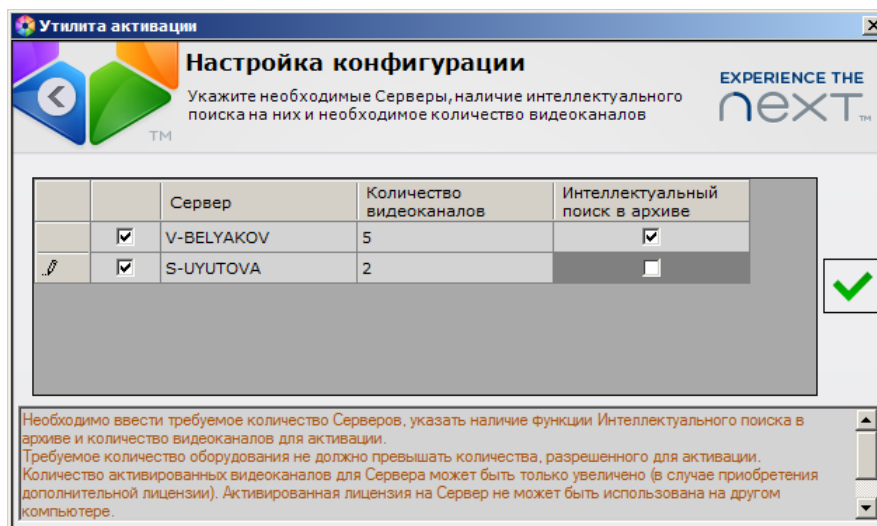 Утилита активации
Настройка конфигурации
Укажите необходимые Серверы, наличие интеллектуального
поиска на них и необходимое количество видеоканалов
EXPERIENCE THE
next TM
TM
Сервер
Количество
видеоканалов
Интеллектуальный
поиск в архиве
V-BELYAKOV 5
S-UYUTOVA 2
Необходимо ввести требуемое количество Серверов, указать наличие функции Интеллектуального поиска в
архиве и количество видеоканалов для активации.
Требуемое количество оборудования не должно превышать количества, разрешенного для активации.
Количество активированных видеоканалов для Сервера может быть только увеличено (в случае приобретения
дополнительной лицензии). Активированная лицензия на Сервер не может быть использована на другом
компьютере.